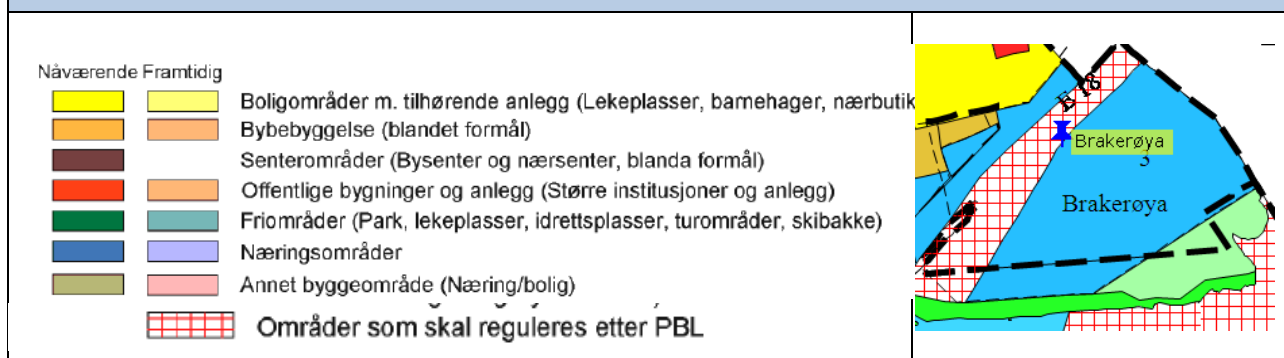 Nåværende Framtidig
Boligområder m. tilhørende anlegg (Lekeplasser, barnehager, nærbutik
Bybebyggelse (blandet formål)
Senterområder (Bysenter og nærsenter, blanda formål)
Offentlige bygninger og anlegg (Større institusjoner og anlegg)
Friområder (Park, lekeplasser, idrettsplasser, turområder, skibakke)
Næringsområder
Annet byggeområde (Næring/bolig)
Områder som skal reguleres etter PBL
E 18
Brakerøya
3
Brakerøya